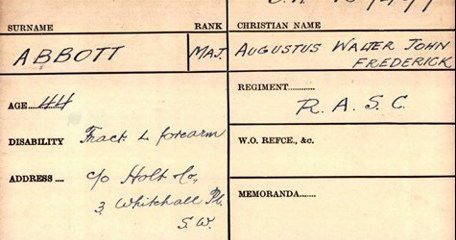 SURNAME RANK CHRISTIAN NAME
ABBOTT MAJ. AUGUSTUS WALTER JOHN
FREDERICK
REGIMENT............
R.A.S.C.
AGE....44
DISABILITY Fract. L forearm
W.O. REFCE., &c.
ADDRESS .... c/o Holt & Co,
3, Whitehall Pl.
S.W.
MEMORANDA.......